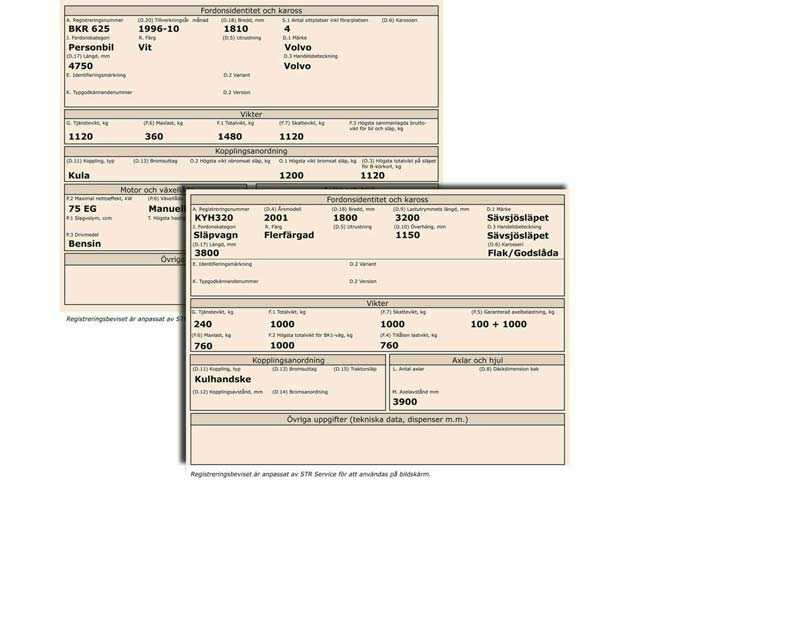 Fordonsidentitet och kaross
A. Registreringsnummer (D.20) Tillverkningsår månad (D.18) Bredd, mm S.1 Antal sittplatser inkl förarplatsen (D.6) Karosseri
BKR 625 1996-10 1810 4
J. Fordonskategori R. Färg (D.5) Utrustning D.1 Märke
Personbil Vit Volvo
(D.17) Längd, mm D.3 Handelsbeteckning
4750 Volvo
E. Identifieringsmärkning D.2 Variant
K. Typgodkännandenummer D.2 Version
Vikter
G. Tjänstevikt, kg (F.6) Maxlast, kg F.1 Totalvikt, kg (F.7) Skattevikt, kg F.3 Högsta sammanlagda brutto-
vikt för bil och släp, kg
1120 360 1480 1120
Kopplingsanordning
(D.11) Koppling, typ (D.13) Bromsuttag O.2 Högsta vikt obromsat släp, kg O.1 Högsta vikt bromsat släp, kg (O.3) Högsta totalvikt på släpet
för B-körkort, kg
Kula 1200 1120
Motor och växell
P.2 Maximal nettoeffekt, kW (P.6) Växellåd
75 EG Manuel
P.1 Slagvolym, ccm T. Högsta hastig
P.3 Drivmedel
Bensin
Övriga
Registreringsbeviset är anpassat av ST
Fordonsidentitet och kaross
A. Registreringsnummer (D.4) Årsmodell (D.18) Bredd, mm (D.9) Lastutrymmets längd, mm D.1 Märke
KYH320 2001 1800 3200 Sävsjösläpet
J. Fordonskategori R. Färg (D.5) Utrustning (D.10) Överhäng, mm D.3 Handelsbeteckning
Släpvagn Flerfärgad 1150 Sävsjösläpet
(D.17) Längd, mm (D.6) Karosseri
3800 Flak/Godslåda
E. Identifieringsmärkning D.2 Variant
K. Typgodkännandenummer D.2 Version
Vikter
G. Tjänstevikt, kg F.1 Totalvikt, kg (F.7) Skattevikt, kg (F.5) Garanterad axelbelastning, kg
240 1000 1000 100 + 1000
(F.6) Maxlast, kg F.2 Högsta totalvikt för BK1-väg, kg (F.4) Tillåten lastvikt, kg
760 1000 760
Kopplingsanordning Axlar och hjul
(D.11) Koppling, typ (D.13) Bromsuttag (D.15) Traktorsläp L. Antal axlar (D.8) Däckdimension bak
Kulhandske
(D.12) Kopplingsavstånd, mm (D.14) Bromsanordning M. Axelavstånd mm
3900
Övriga uppgifter (tekniska data, dispenser m.m.)
Registreringsbeviset är anpassat av STR Service för att användas på bildskärm.